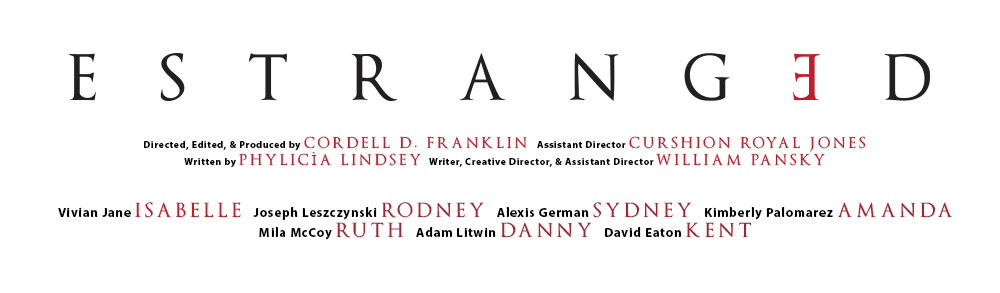 ESTRANGƎD
Directed, Edited, & Produced by CORDELL D. FRANKLIN Assistant Director CURSHION ROYAL JONES
Written by PHYLICÌA LINDSEY Writer, Creative Director, & Assistant Director WILLIAM PANSKY
Vivian Jane ISABELLE Joseph Leszczynski RODNEY Alexis German SYDNEY Kimberly Palomarez AMANDA
Mila McCoy RUTH Adam Litwin DANNY David Eaton KENT